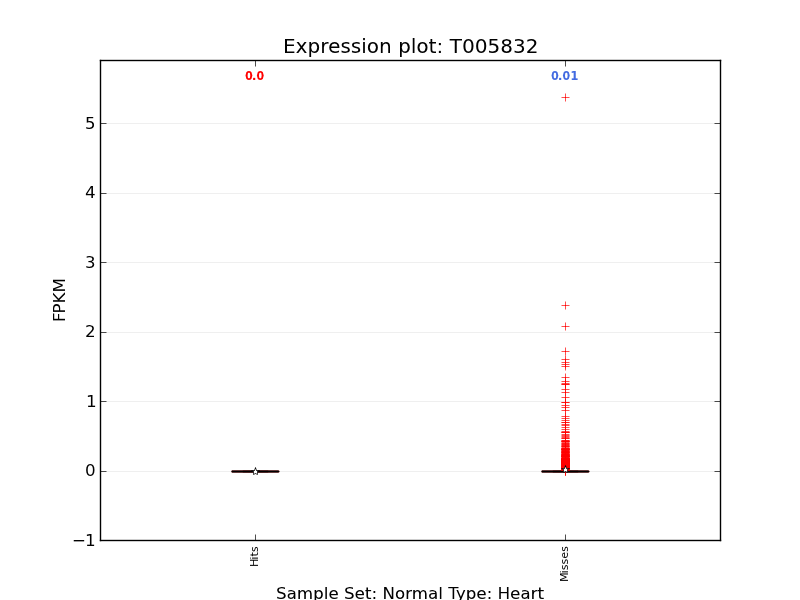 Expression plot: T005832
0.0
0.01
5
4
3
2
1
0
−1
FPKM
Hits
Misses
Sample Set: Normal Type: Heart